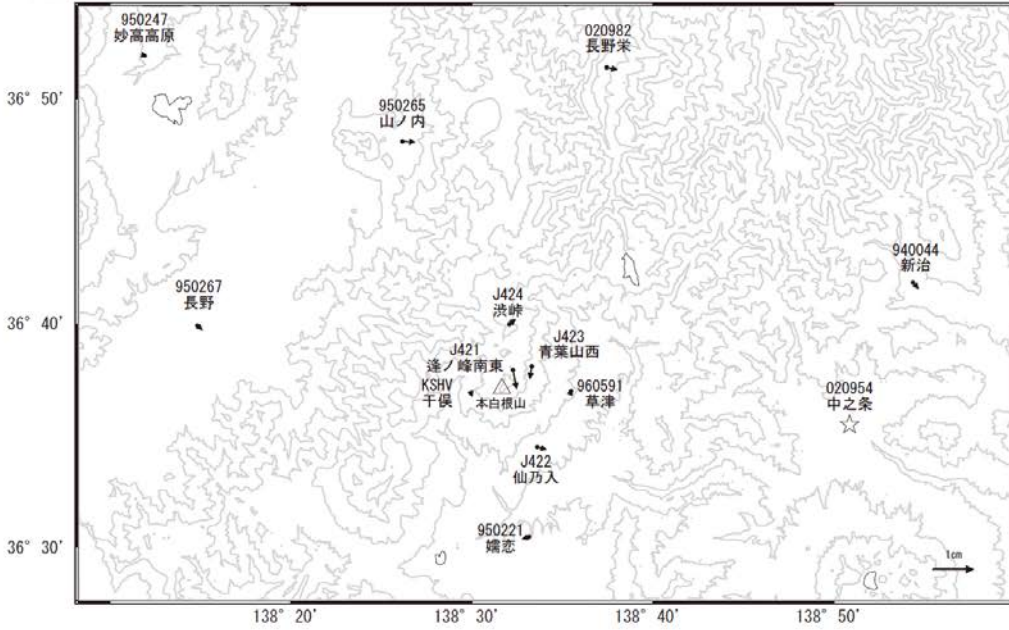 950247
妙高高原
020982
長野栄
36° 50'
950265
山ノ内
940044
新治
950267
長野
J424
渋峠
36° 40'
J423
青葉山西
J421
逢ノ峰南東
KSHV
干俣
本白根山
960591
草津
020954
中之条
J422
仙乃入
950221
嬬恋
36° 30'
1cm
138° 20'
138° 30'
138° 40'
138° 50'